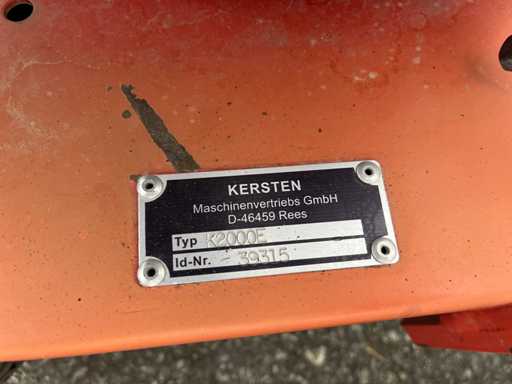 KERSTEN
Maschinenvertriebs GmbH
D-46459 Rees
Typ K2000E
Id-Nr. - 39315